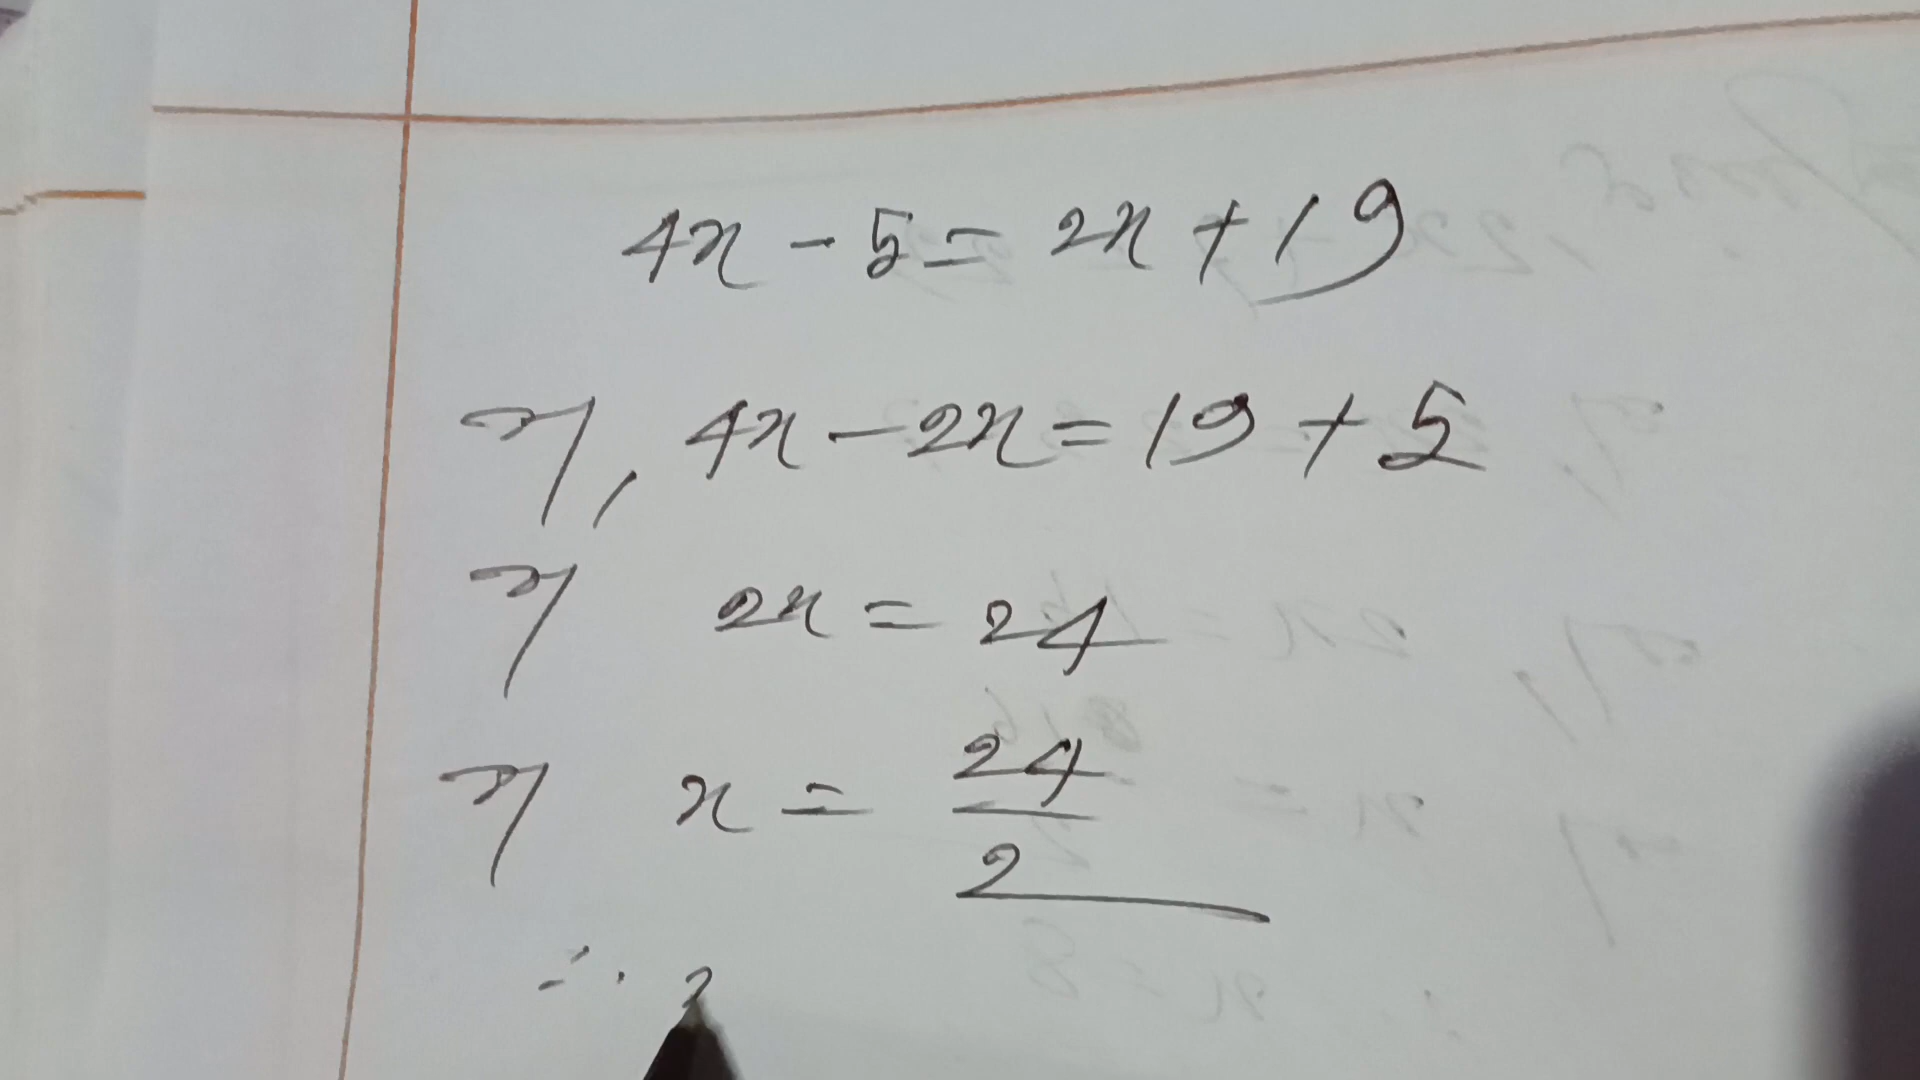 4x - 5 = 2x + 19
या, 4x - 2x = 19 + 5
या 2x = 24
या x = 24/2
∴